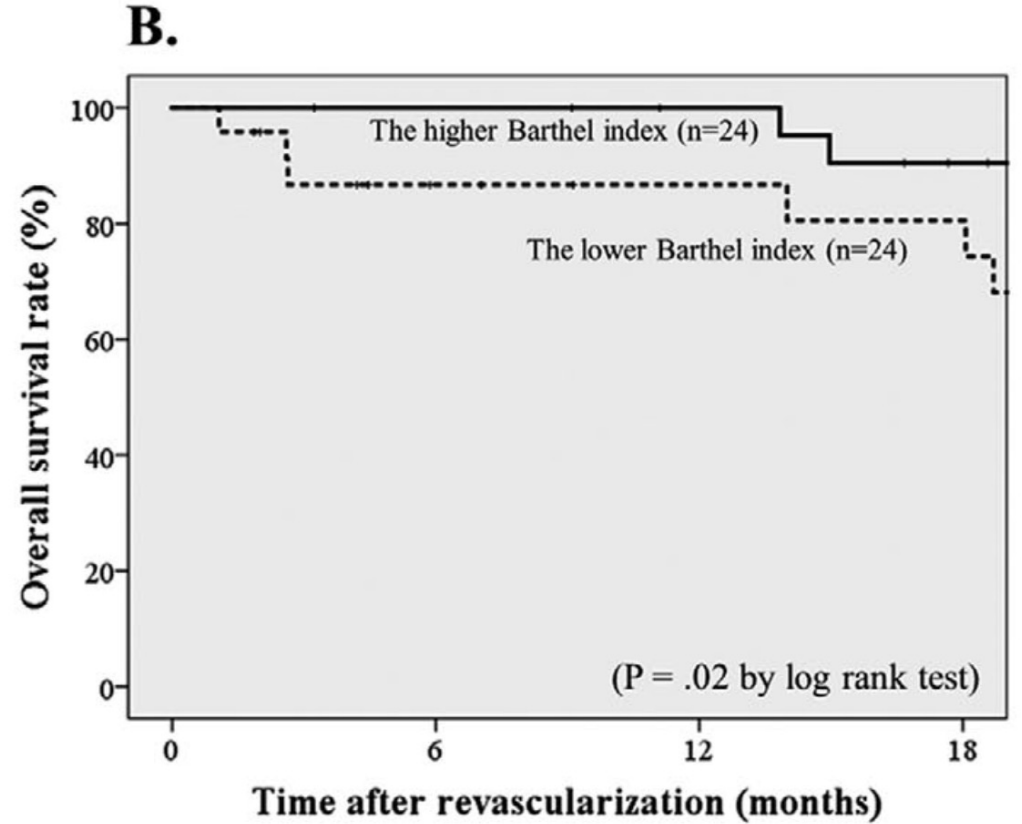 B.
Overall survival rate (%)
100
80
60
40
20
0
The higher Barthel index (n=24)
The lower Barthel index (n=24)
(P = .02 by log rank test)
0 6 12 18
Time after revascularization (months)